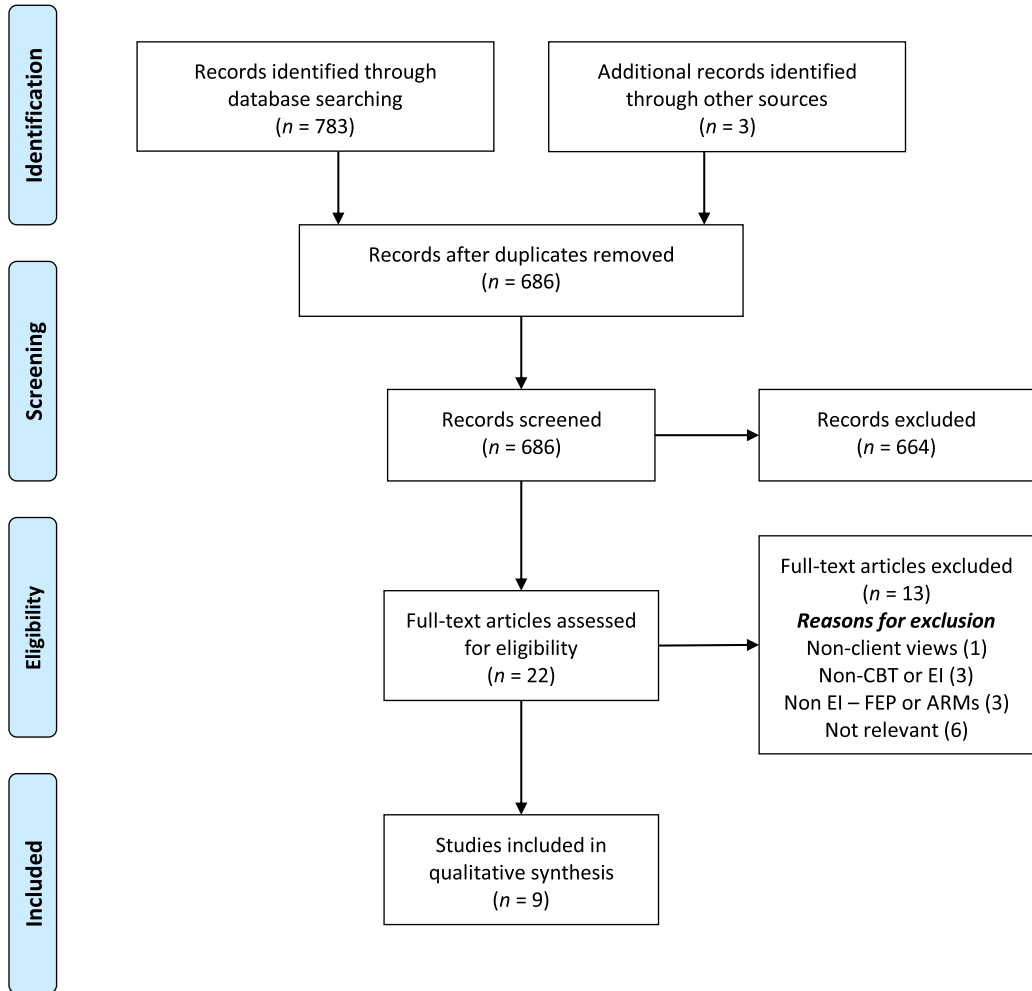 Identification
Records identified through
database searching
(n = 783)
Additional records identified
through other sources
(n = 3)
Records after duplicates removed
(n = 686)
Screening
Records screened
(n = 686)
Records excluded
(n = 664)
Eligibility
Full-text articles assessed
for eligibility
(n = 22)
Full-text articles excluded
(n = 13)
Reasons for exclusion
Non-client views (1)
Non-CBT or EI (3)
Non EI – FEP or ARMs (3)
Not relevant (6)
Included
Studies included in
qualitative synthesis
(n = 9)